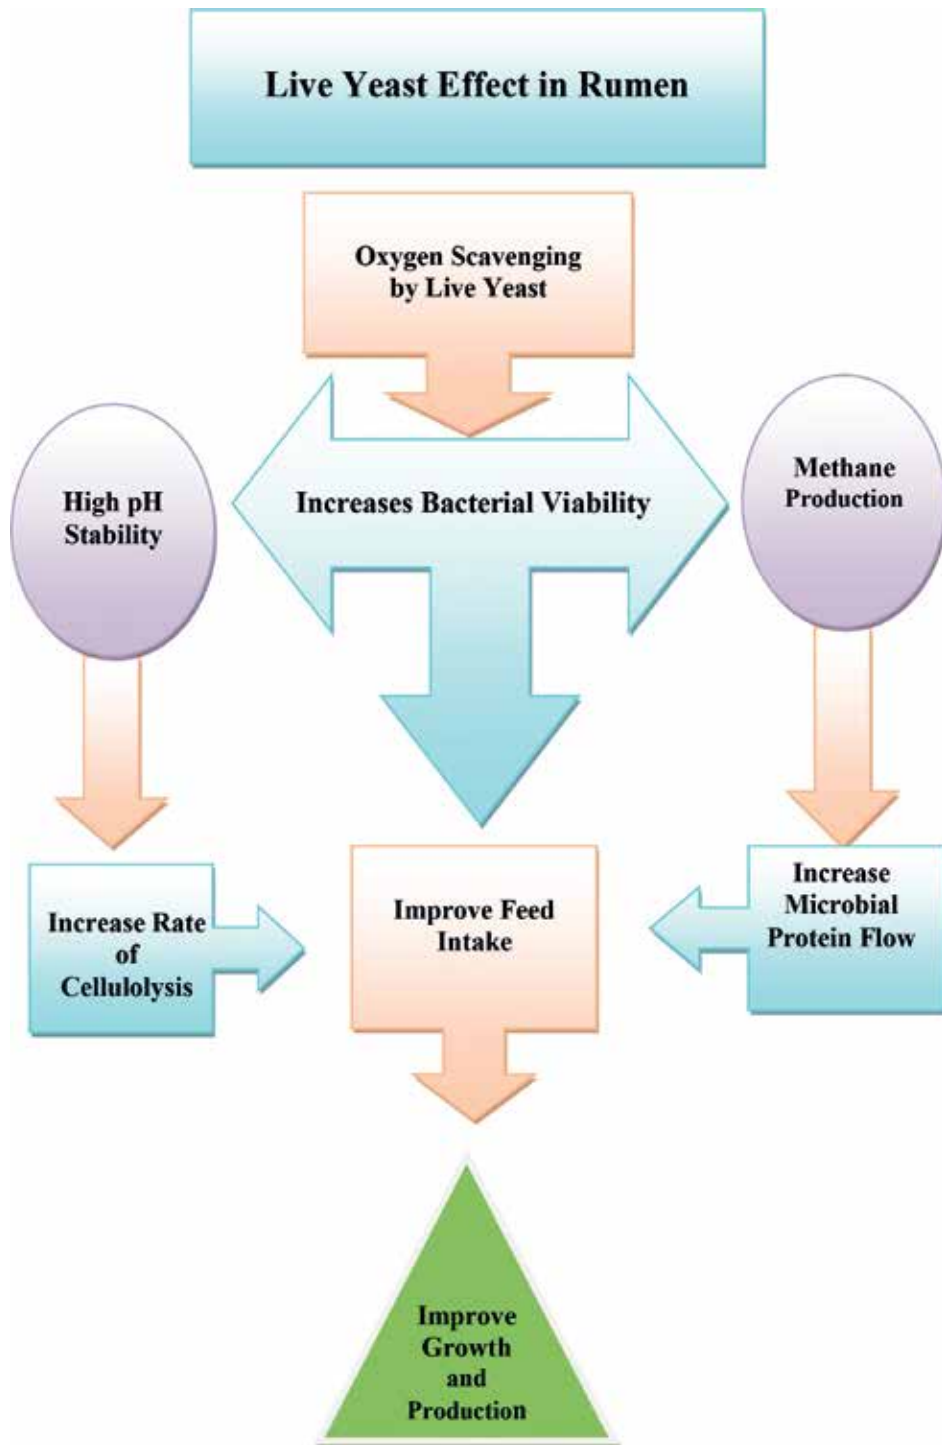 Live Yeast Effect in Rumen
Oxygen Scavenging
by Live Yeast
High pH
Stability
Increases Bacterial Viability
Methane
Production
Increase Rate
of
Cellulolysis
Improve Feed
Intake
Increase
Microbial
Protein Flow
Improve
Growth
and
Production